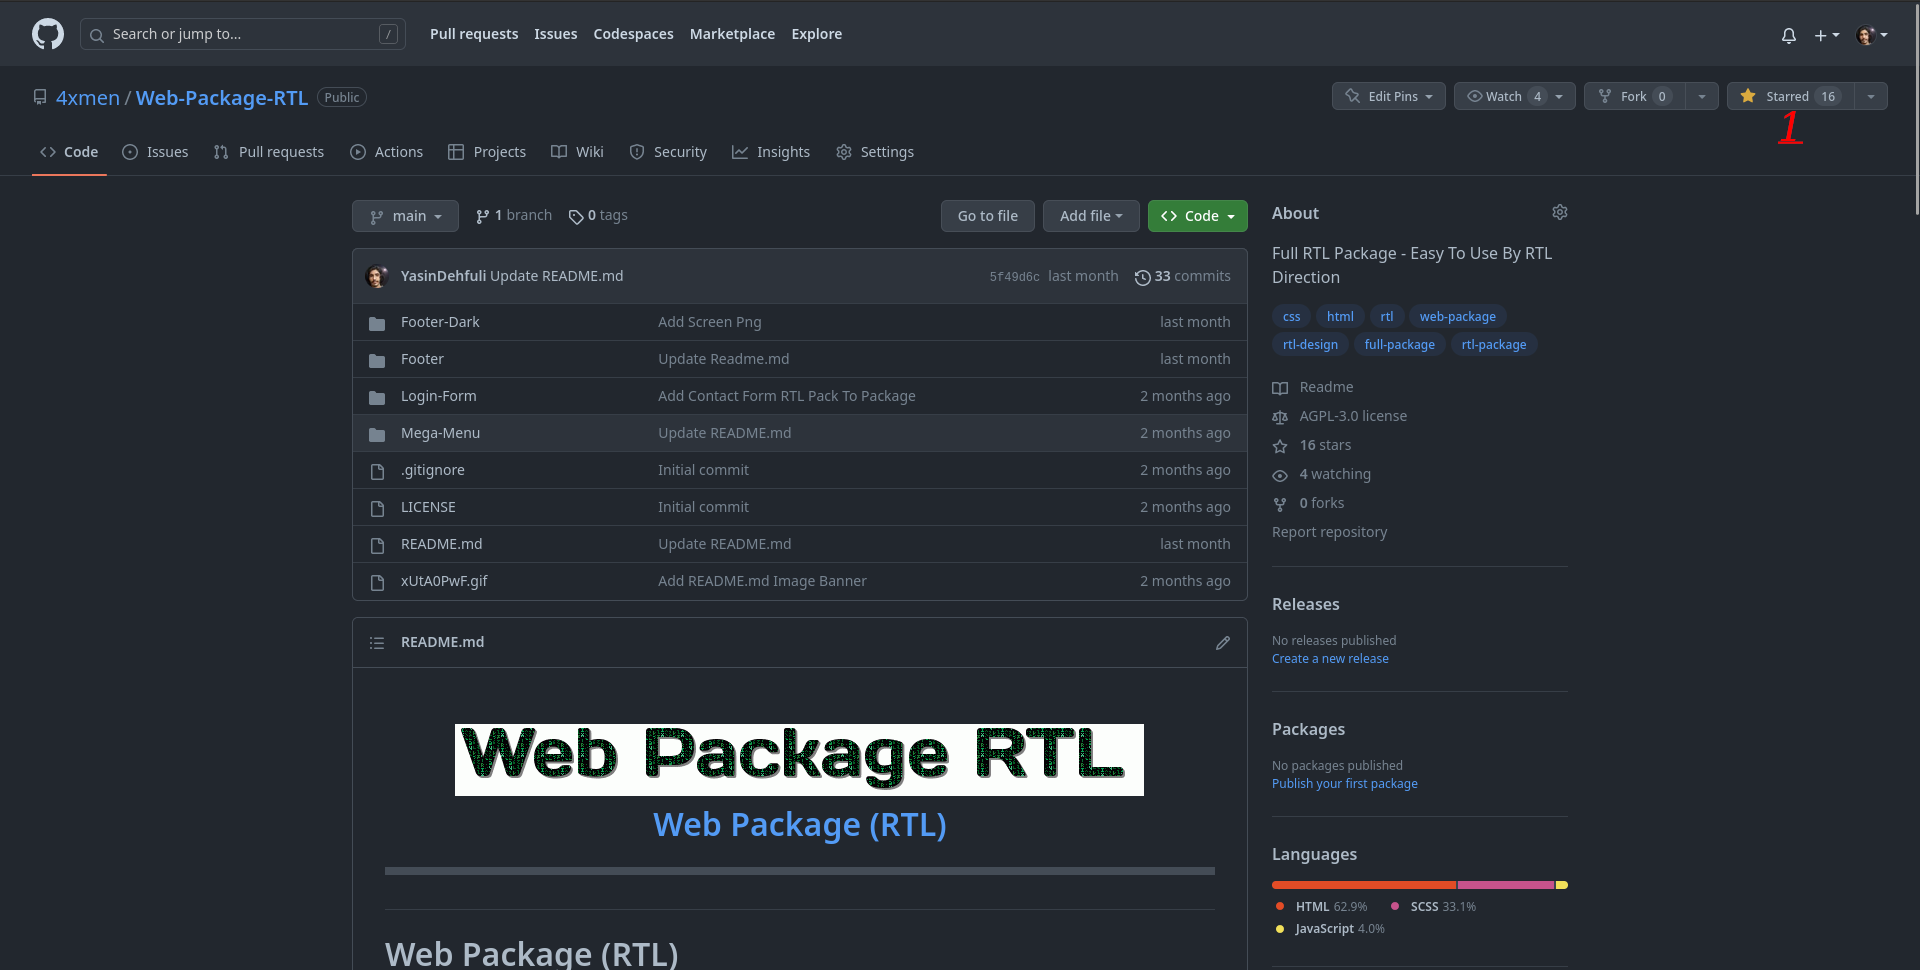 Search or jump to... /
Pull requests Issues Codespaces Marketplace Explore
4xmen / Web-Package-RTL Public
Edit Pins Watch 4 Fork 0 Starred 16
1
Code Issues Pull requests Actions Projects Wiki Security Insights Settings
main 1 branch 0 tags Go to file Add file Code
YasinDehfuli Update README.md 5f49d6c last month 33 commits
Footer-Dark Add Screen Png last month
Footer Update Readme.md last month
Login-Form Add Contact Form RTL Pack To Package 2 months ago
Mega-Menu Update README.md 2 months ago
.gitignore Initial commit 2 months ago
LICENSE Initial commit 2 months ago
README.md Update README.md last month
xUtA0PwF.gif Add README.md Image Banner 2 months ago
README.md
Web Package RTL
Web Package (RTL)
Web Package (RTL)
About
Full RTL Package - Easy To Use By RTL
Direction
css html rtl web-package
rtl-design full-package rtl-package
Readme
AGPL-3.0 license
16 stars
4 watching
0 forks
Report repository
Releases
No releases published
Create a new release
Packages
No packages published
Publish your first package
Languages
HTML 62.9% SCSS 33.1%
JavaScript 4.0%